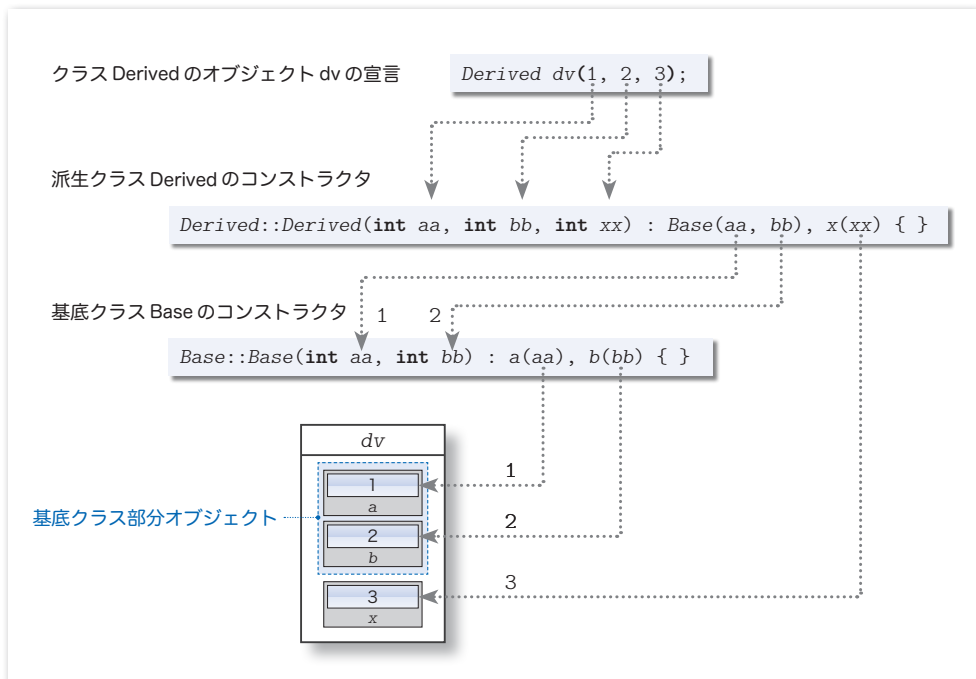 クラス Derived のオブジェクト dv の宣言
Derived dv(1, 2, 3);
派生クラス Derived のコンストラクタ
Derived::Derived(int aa, int bb, int xx) : Base(aa, bb), x(xx) { }
基底クラス Base のコンストラクタ
1 2
Base::Base(int aa, int bb) : a(aa), b(bb) { }
dv
1
1
a
基底クラス部分オブジェクト
2
2
b
3
3
x